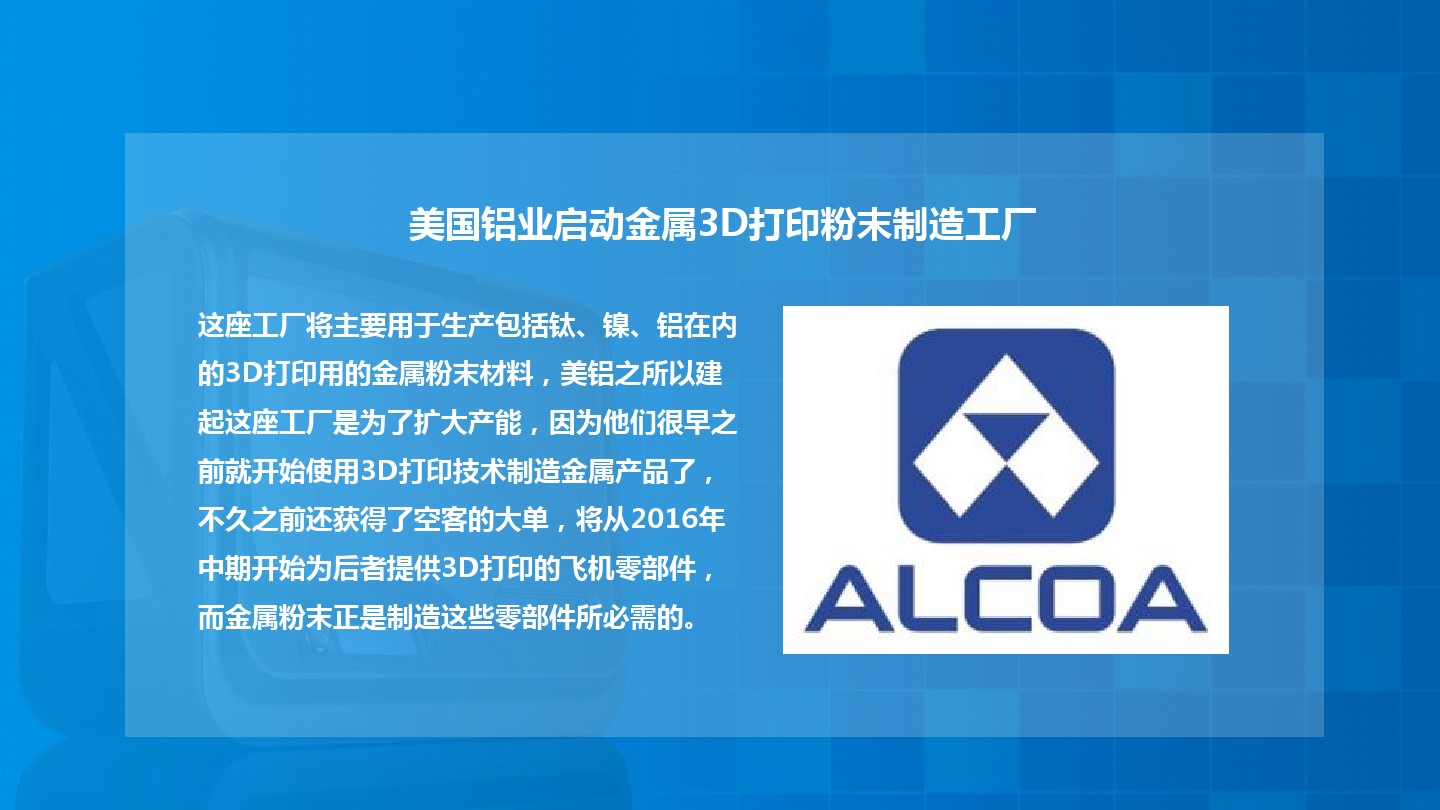 美国铝业启动金属3D打印粉末制造工厂
这座工厂将主要用于生产包括钛、镍、铝在内
的3D打印用的金属粉末材料，美铝之所以建
起这座工厂是为了扩大产能，因为他们很早之
前就开始使用3D打印技术制造金属产品了，
不久之前还获得了空客的大单，将从2016年
中期开始为后者提供3D打印的飞机零部件，
而金属粉末正是制造这些零部件所必需的。
ALCOA